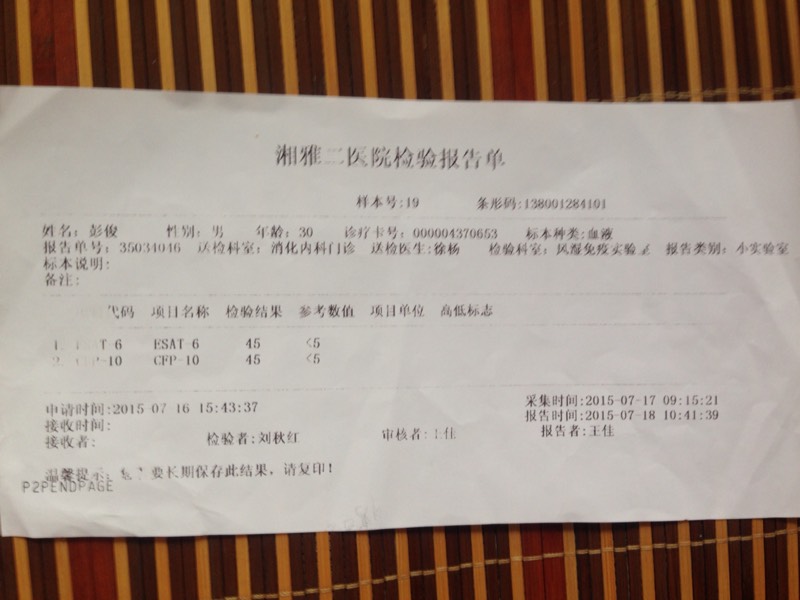 湘雅二医院检验报告单
样本号:19 条形码:138001284101
姓名: 彭俊 性别: 男 年龄: 30 诊疗卡号: 000004370653 标本种类:血液
报告单号: 35034046 送检科室: 消化内科门诊 送检医生:徐杨 检验科室: 风湿免疫实验室 报告类别: 小实验室
标本说明:
备注:
代码 项目名称 检验结果 参考数值 项目单位 高低标志
1. T-6 ESAT-6 45 <5
2. -10 CFP-10 45 <5
申请时间:2015-07-16 15:43:37 采集时间:2015-07-17 09:15:21
接收时间: 报告时间:2015-07-18 10:41:39
接收者: 检验者:刘秋红 审核者:王佳 报告者:王佳
温馨提示: 要长期保存此结果, 请复印!
P2PENDPAGE